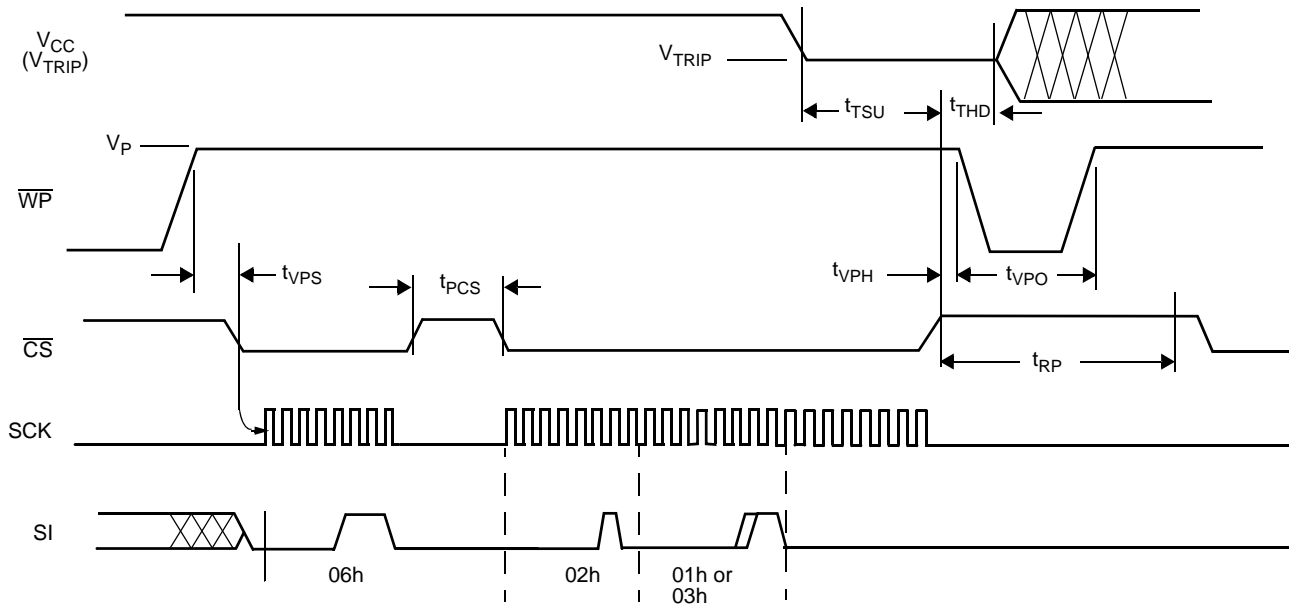 VCC
(VTRIP)
VTRIP
tTSU
tTHD
VP
WP
tVPS
tPCS
tVPH
tVPO
CS
tRP
SCK
SI
06h
02h
01h or
03h